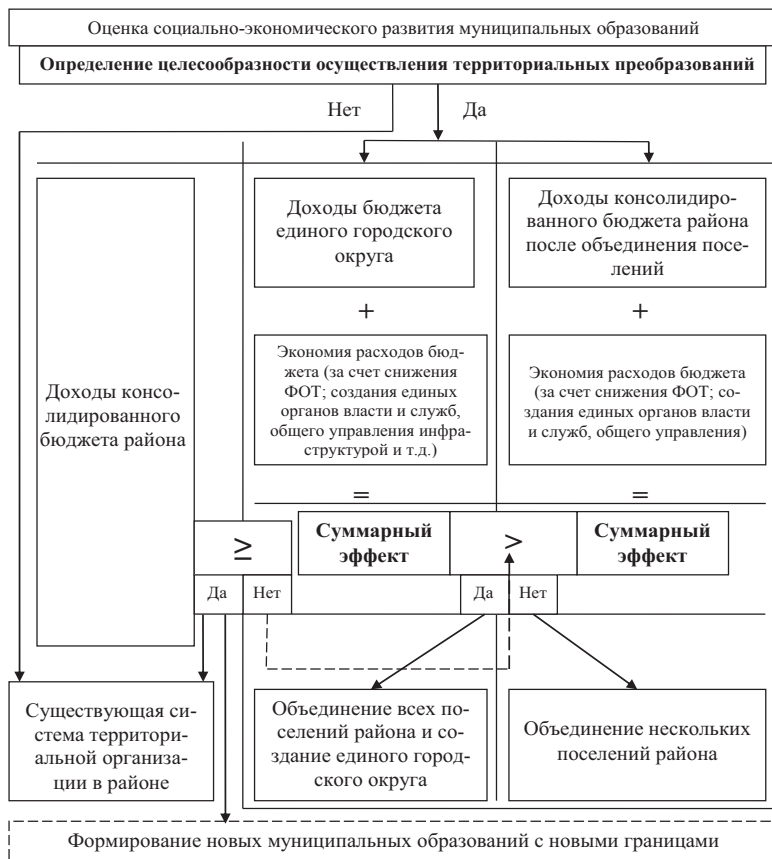 Оценка социально-экономического развития муниципальных образований
Определение целесообразности осуществления территориальных преобразований
Нет
Да
Доходы консо-
лидированного
бюджета района
Доходы бюджета
единого городского
округа
+
Экономия расходов бюд-
жета (за счет снижения
ФОТ; создания единых
органов власти и служб,
общего управления инфра-
структурой и т.д.)
=
Доходы консолидиро-
ванного бюджета района
после объединения посе-
лений
+
Экономия расходов бюджета
(за счет снижения ФОТ; со-
здания единых органов власти
и служб, общего управления)
=
≥
Да
Нет
Суммарный
эффект
>
Да
Нет
Суммарный
эффект
Существующая си-
стема территори-
альной организа-
ции в районе
Объединение всех по-
селений района и со-
здание единого город-
ского округа
Объединение нескольких
поселений района
Формирование новых муниципальных образований с новыми границами